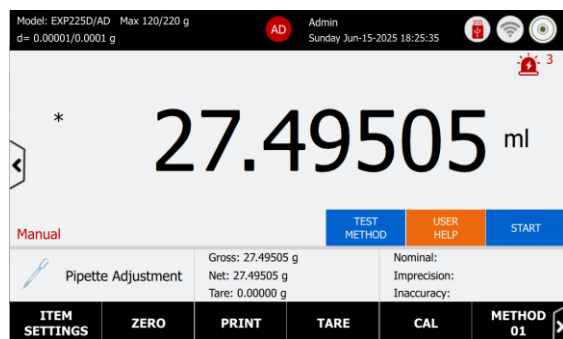 Model: EXP225D/AD Max 120/220 g
d= 0.00001/0.0001 g
AD
Admin
Sunday Jun-15-2025 18:25:35
3
* 27.49505 ml
Manual
TEST
METHOD
USER
HELP
START
Pipette Adjustment
Gross: 27.49505 g
Net: 27.49505 g
Tare: 0.00000 g
Nominal:
Imprecision:
Inaccuracy:
ITEM
SETTINGS
ZERO
PRINT
TARE
CAL
METHOD
01